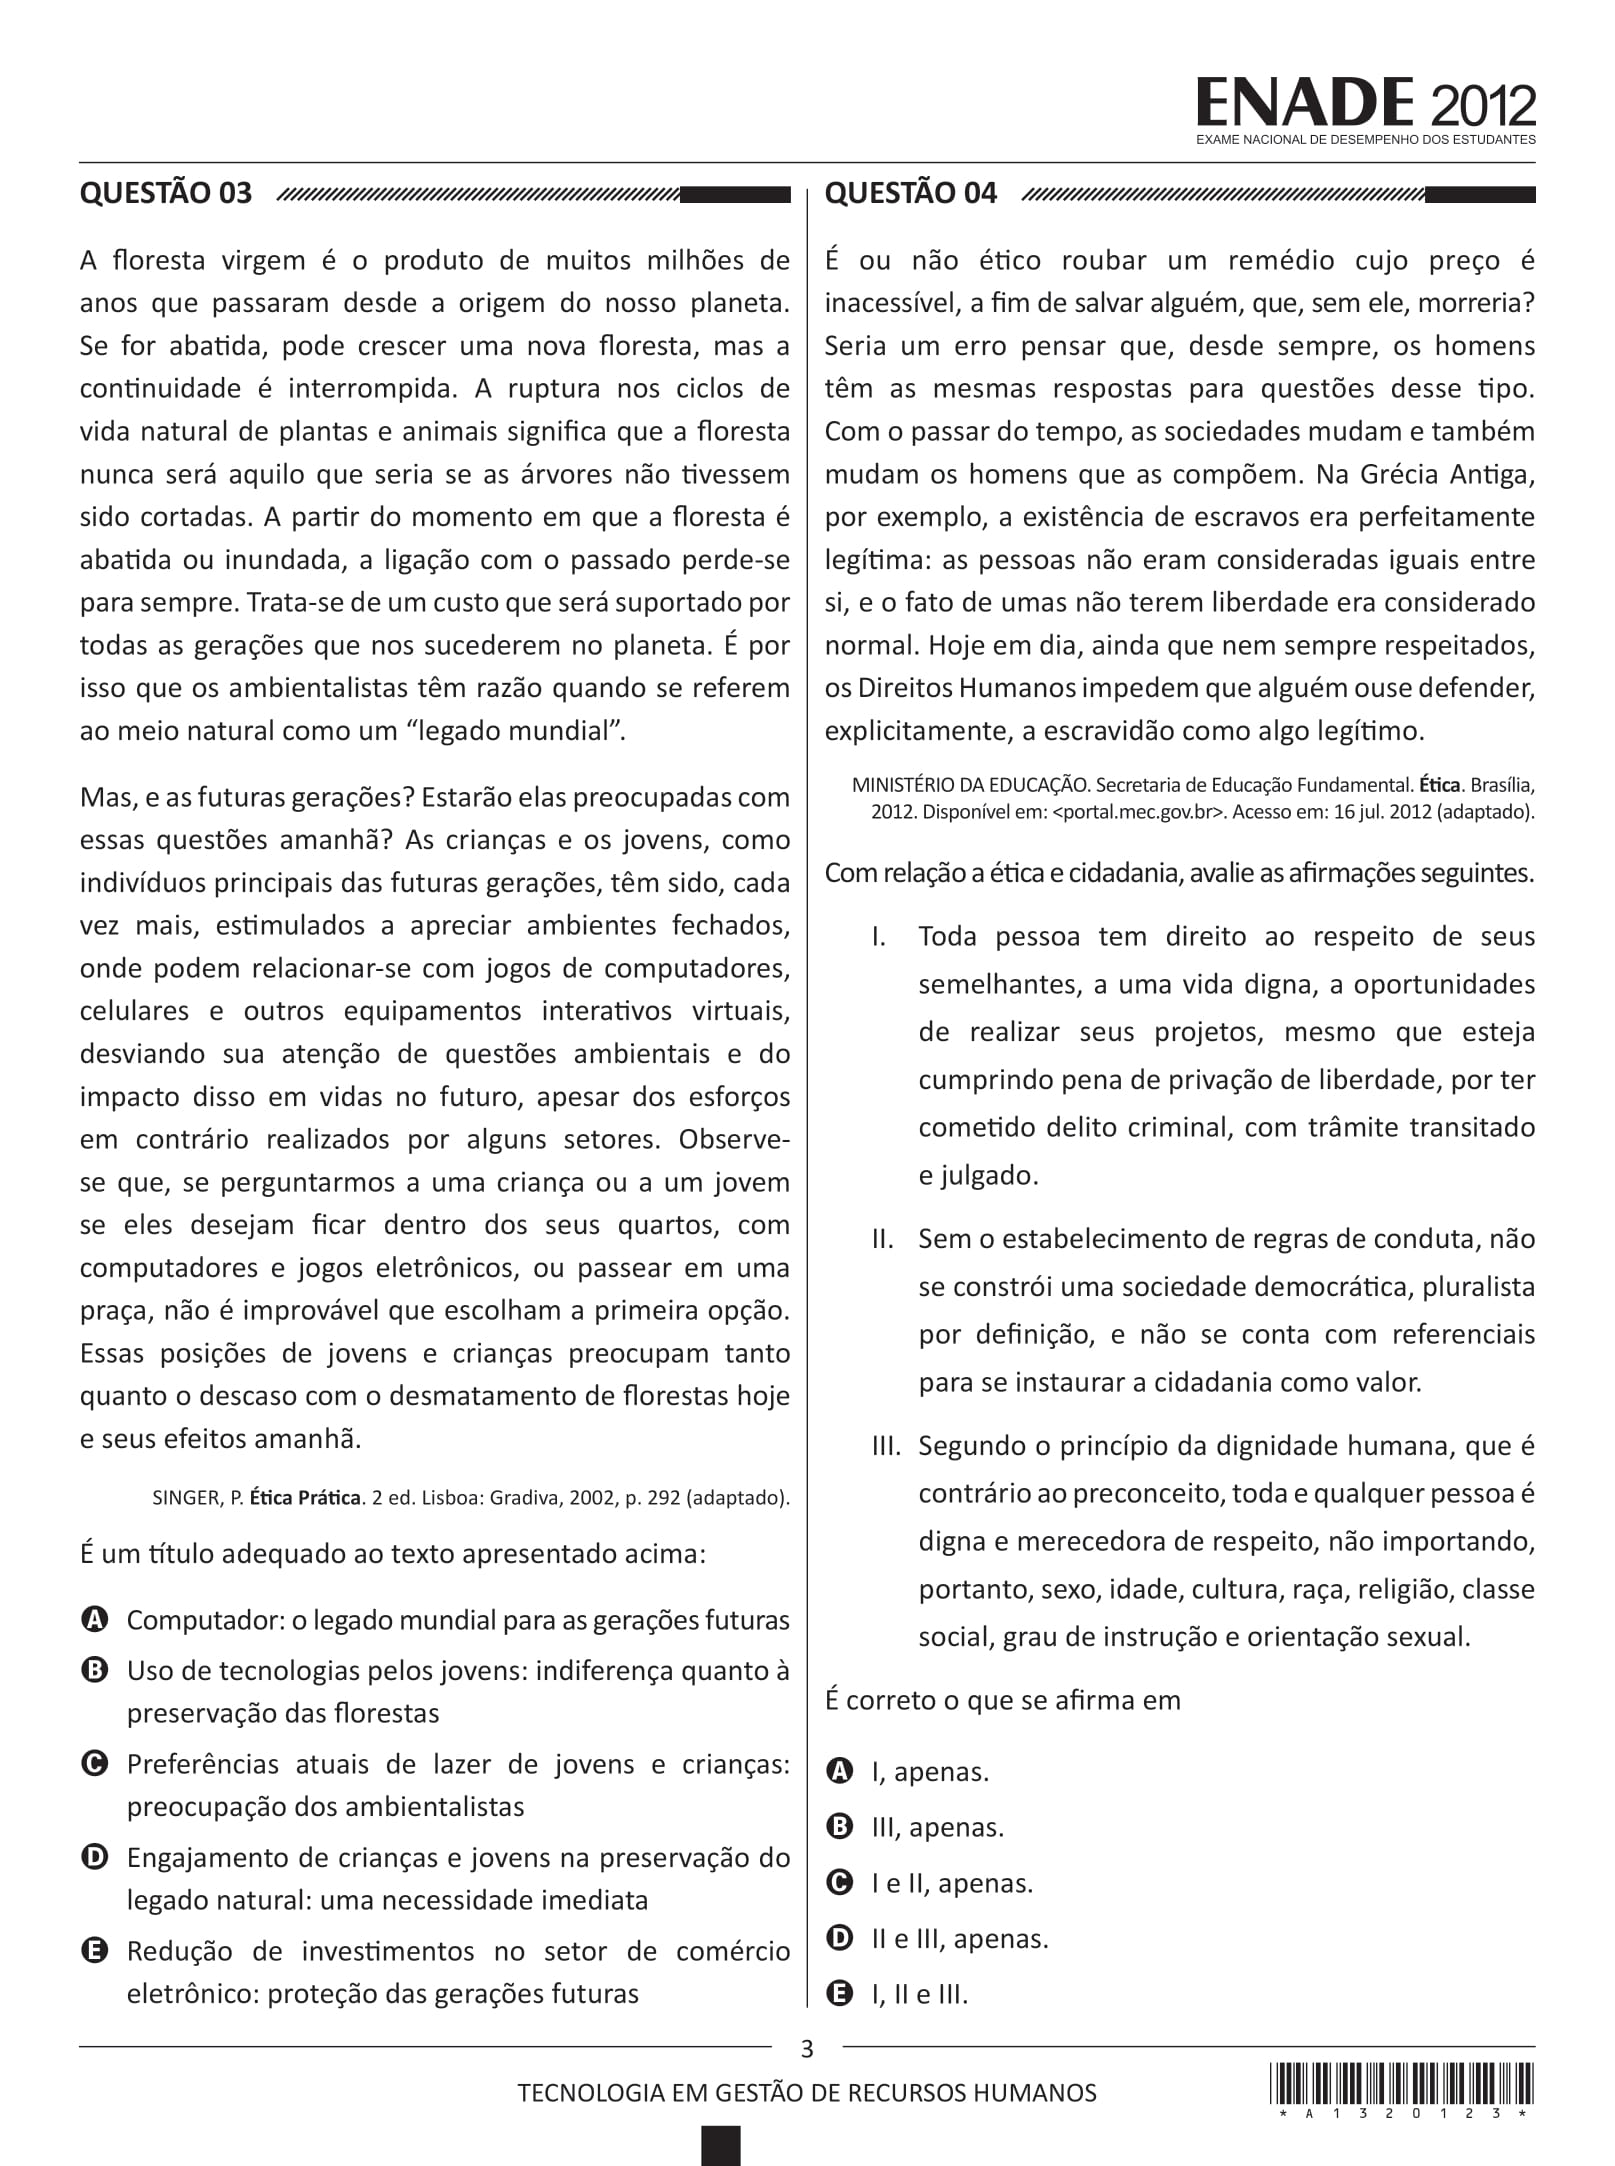 ENADE 2012
EXAME NACIONAL DE DESEMPENHO DOS ESTUDANTES
QUESTÃO 03
A floresta virgem é o produto de muitos milhões de
anos que passaram desde a origem do nosso planeta.
Se for abatida, pode crescer uma nova floresta, mas a
continuidade é interrompida. A ruptura nos ciclos de
vida natural de plantas e animais significa que a floresta
nunca será aquilo que seria se as árvores não tivessem
sido cortadas. A partir do momento em que a floresta é
abatida ou inundada, a ligação com o passado perde-se
para sempre. Trata-se de um custo que será suportado por
todas as gerações que nos sucederem no planeta. É por
isso que os ambientalistas têm razão quando se referem
ao meio natural como um “legado mundial”.
Mas, e as futuras gerações? Estarão elas preocupadas com
essas questões amanhã? As crianças e os jovens, como
indivíduos principais das futuras gerações, têm sido, cada
vez mais, estimulados a apreciar ambientes fechados,
onde podem relacionar-se com jogos de computadores,
celulares e outros equipamentos interativos virtuais,
desviando sua atenção de questões ambientais e do
impacto disso em vidas no futuro, apesar dos esforços
em contrário realizados por alguns setores. Observe-
se que, se perguntarmos a uma criança ou a um jovem
se eles desejam ficar dentro dos seus quartos, com
computadores e jogos eletrônicos, ou passear em uma
praça, não é improvável que escolham a primeira opção.
Essas posições de jovens e crianças preocupam tanto
quanto o descaso com o desmatamento de florestas hoje
e seus efeitos amanhã.
SINGER, P. Ética Prática. 2 ed. Lisboa: Gradiva, 2002, p. 292 (adaptado).
É um título adequado ao texto apresentado acima:
A Computador: o legado mundial para as gerações futuras
B Uso de tecnologias pelos jovens: indiferença quanto à
preservação das florestas
C Preferências atuais de lazer de jovens e crianças:
preocupação dos ambientalistas
D Engajamento de crianças e jovens na preservação do
legado natural: uma necessidade imediata
E Redução de investimentos no setor de comércio
eletrônico: proteção das gerações futuras
QUESTÃO 04
É ou não ético roubar um remédio cujo preço é
inacessível, a fim de salvar alguém, que, sem ele, morreria?
Seria um erro pensar que, desde sempre, os homens
têm as mesmas respostas para questões desse tipo.
Com o passar do tempo, as sociedades mudam e também
mudam os homens que as compõem. Na Grécia Antiga,
por exemplo, a existência de escravos era perfeitamente
legítima: as pessoas não eram consideradas iguais entre
si, e o fato de umas não terem liberdade era considerado
normal. Hoje em dia, ainda que nem sempre respeitados,
os Direitos Humanos impedem que alguém ouse defender,
explicitamente, a escravidão como algo legítimo.
MINISTÉRIO DA EDUCAÇÃO. Secretaria de Educação Fundamental. Ética. Brasília,
2012. Disponível em: <portal.mec.gov.br>. Acesso em: 16 jul. 2012 (adaptado).
Com relação a ética e cidadania, avalie as afirmações seguintes.
I. Toda pessoa tem direito ao respeito de seus
semelhantes, a uma vida digna, a oportunidades
de realizar seus projetos, mesmo que esteja
cumprindo pena de privação de liberdade, por ter
cometido delito criminal, com trâmite transitado
e julgado.
II. Sem o estabelecimento de regras de conduta, não
se constrói uma sociedade democrática, pluralista
por definição, e não se conta com referenciais
para se instaurar a cidadania como valor.
III. Segundo o princípio da dignidade humana, que é
contrário ao preconceito, toda e qualquer pessoa é
digna e merecedora de respeito, não importando,
portanto, sexo, idade, cultura, raça, religião, classe
social, grau de instrução e orientação sexual.
É correto o que se afirma em
A I, apenas.
B III, apenas.
C I e II, apenas.
D II e III, apenas.
E I, II e III.
3
TECNOLOGIA EM GESTÃO DE RECURSOS HUMANOS
* A 1 3 2 0 1 2 3 *